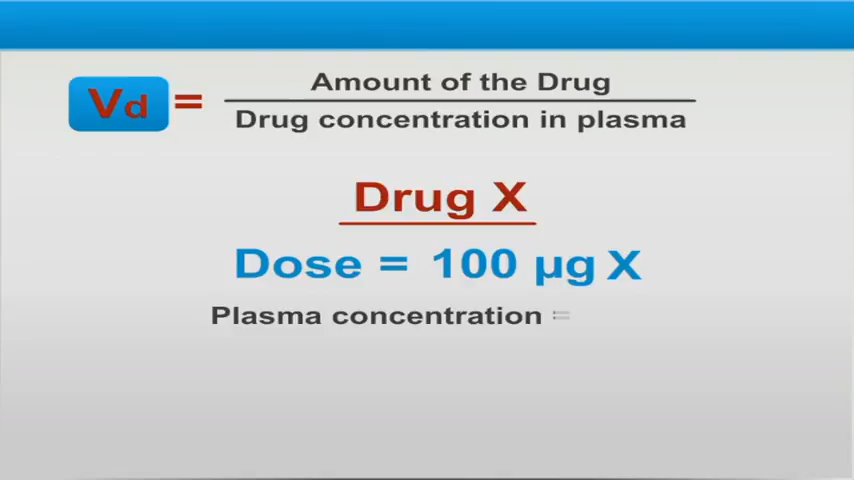 Vd = Amount of the Drug
Drug concentration in plasma
Drug X
Dose = 100 µg X
Plasma concentration =